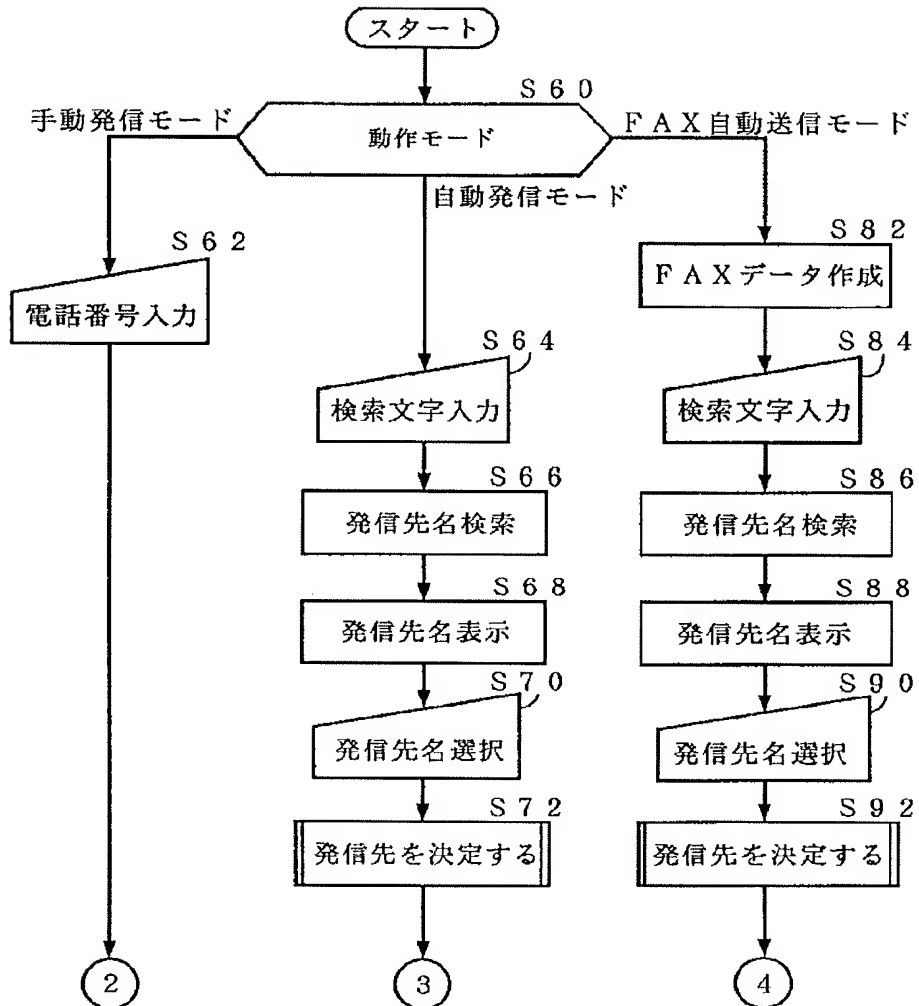 スタート
S60
手動発信モード
動作モード
FAX自動送信モード
自動発信モード
S62
電話番号入力
S82
FAXデータ作成
S64
検索文字入力
S84
検索文字入力
S66
発信先名検索
S86
発信先名検索
S68
発信先名表示
S88
発信先名表示
S70
発信先名選択
S90
発信先名選択
S72
発信先を決定する
S92
発信先を決定する
2
3
4